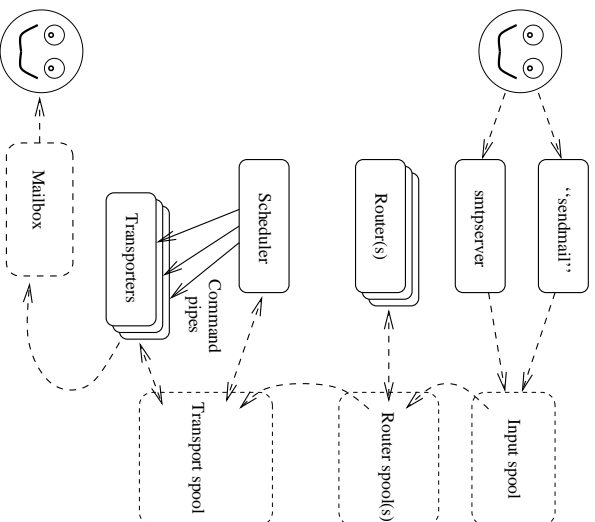 “sendmail”
smtpserver
Input spool
Router(s)
Router spool(s)
Scheduler
Command
pipes
Transport spool
Transporters
Mailbox